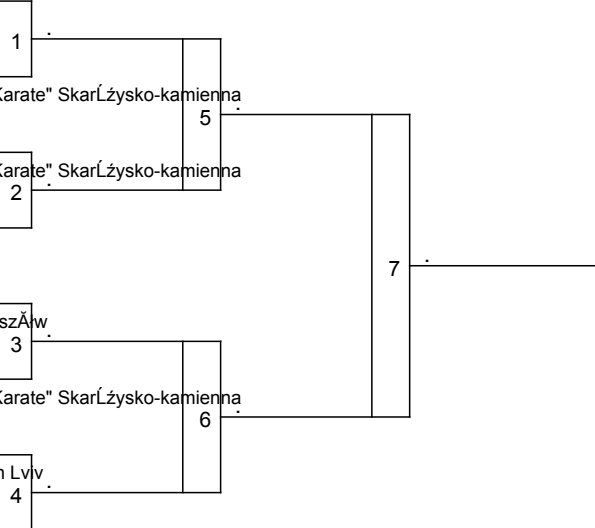 1
.
Karate" SkarĹźysko-kamienna
5
.
Karate" SkarĹźysko-kamienna
2
.
7
.
szĂłw
3
.
Karate" SkarĹźysko-kamienna
6
.
n Lviv
4
.